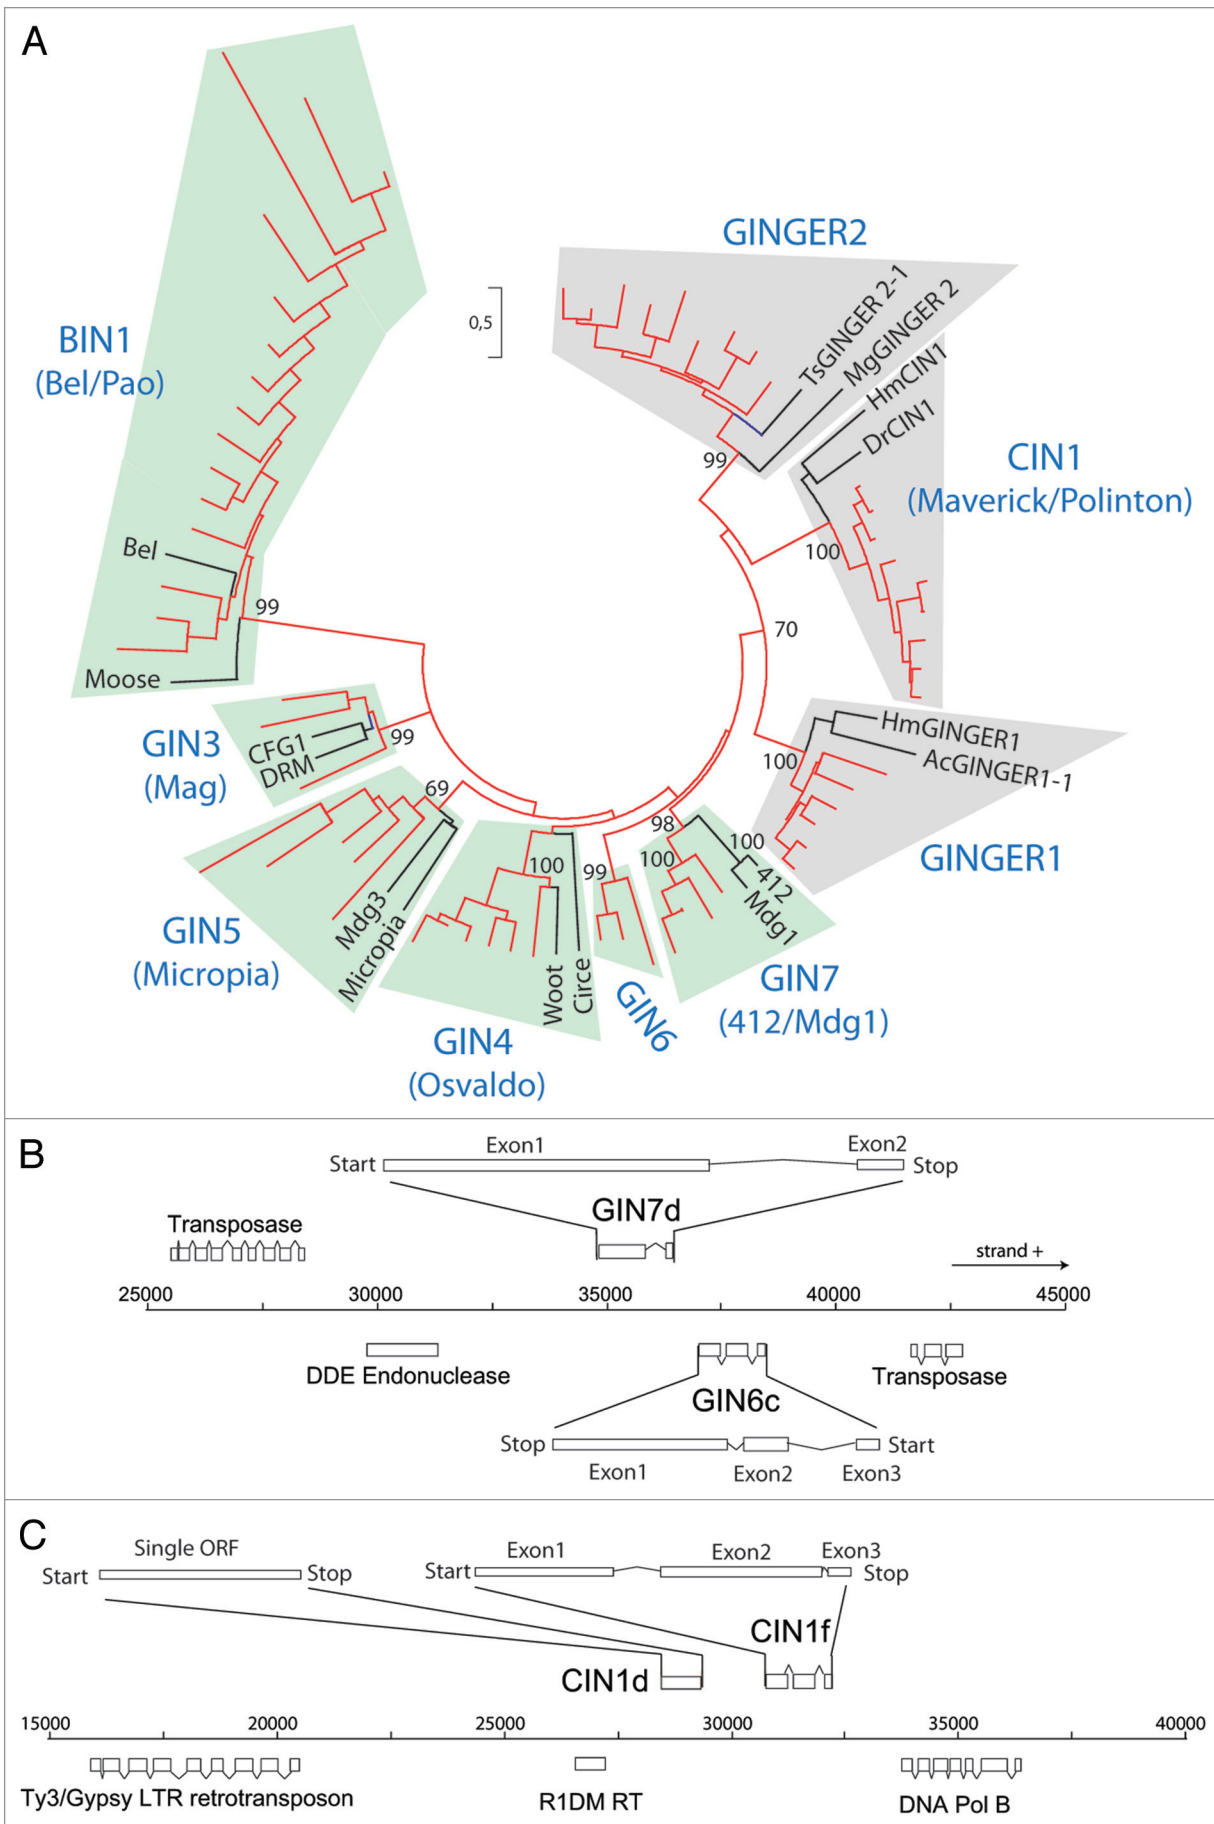 A
GINGER2
TsGINGER 2-1
MgGINGER 2
0,5
BIN1
(Bel/Pao)
HmCIN1
DrCIN1
99
CIN1
(Maverick/Polinton)
Bel
100
99
70
Moose
GIN3
(Mag)
CFG1
DRM
99
HmGINGER1
AcGINGER1-1
100
69
98
100
GINGER1
100
99
100
412
Mdg1
Mdg3
Micropia
GIN5
(Micropia)
Woot
Circe
GIN6
GIN7
(412/Mdg1)
GIN4
(Osvaldo)
B
Exon1
Exon2
Start
Stop
GIN7d
Transposase
strand +
25000 30000 35000 40000 45000
DDE Endonuclease
Transposase
GIN6c
Stop
Start
Exon1
Exon2
Exon3
C
Single ORF
Exon1
Exon2
Exon3
Start
Stop
Start
Stop
CIN1f
CIN1d
15000 20000 25000 30000 35000 40000
Ty3/Gypsy LTR retrotransposon
R1DM RT
DNA Pol B